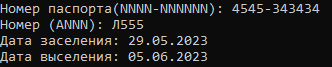 Номер паспорта(NNNN-NNNNNN): 4545-343434
Номер (ANNN): Л555
Дата заселения: 29.05.2023
Дата выселения: 05.06.2023